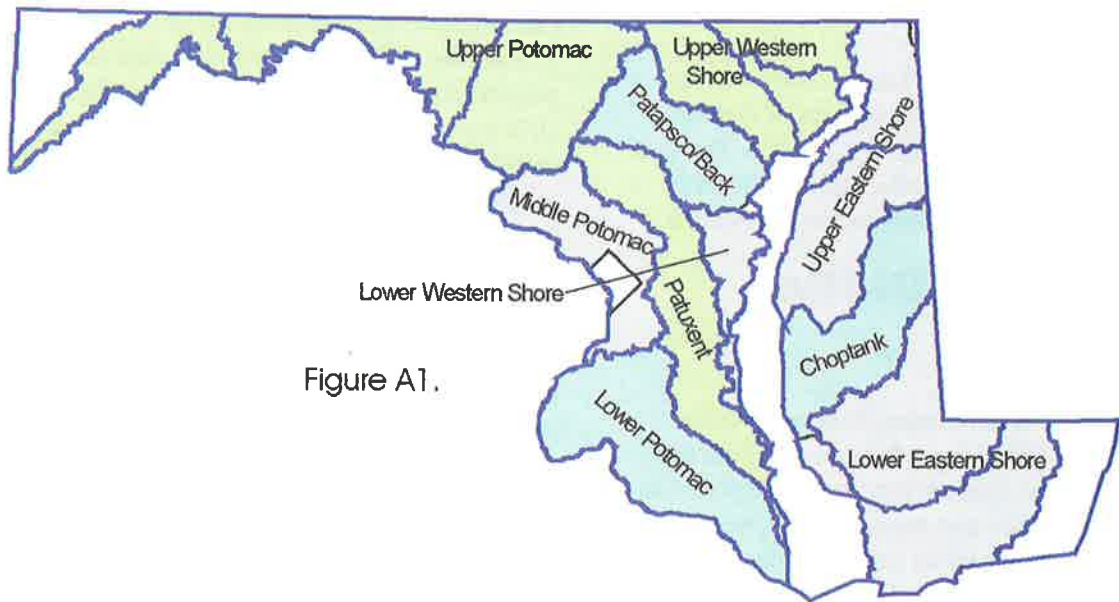 Upper Potomac
Upper Western
Shore
Patapsco/Back
Upper Eastern Shore
Middle Potomac
Lower Western Shore
Patuxent
Choptank
Figure A1.
Lower Potomac
Lower Eastern Shore